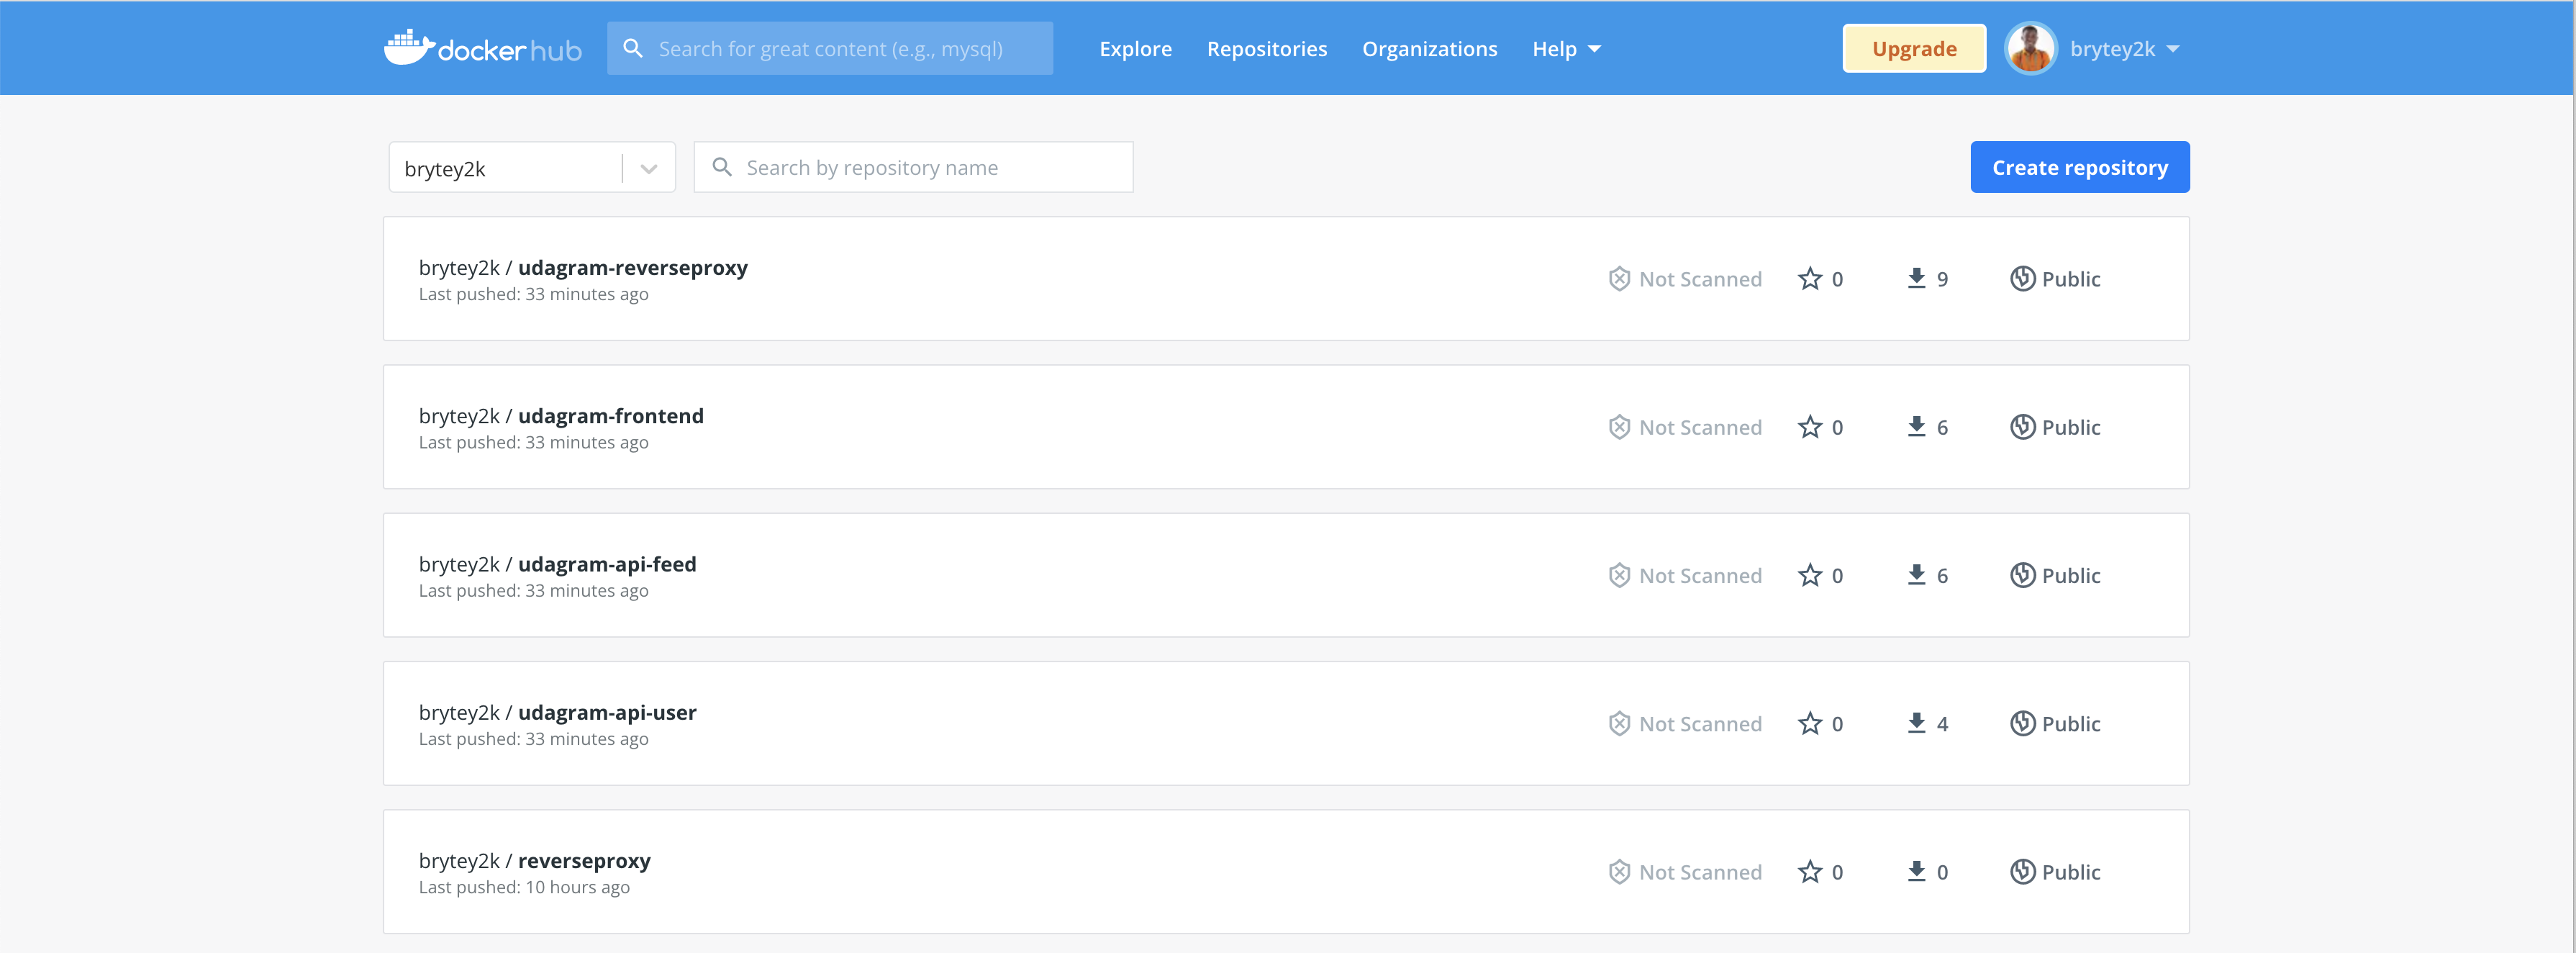 docker hub
Search for great content (e.g., mysql)
Explore
Repositories
Organizations
Help
Upgrade
brytey2k
brytey2k
Search by repository name
Create repository
brytey2k / udagram-reverseproxy
Last pushed: 33 minutes ago
Not Scanned
0
9
Public
brytey2k / udagram-frontend
Last pushed: 33 minutes ago
Not Scanned
0
6
Public
brytey2k / udagram-api-feed
Last pushed: 33 minutes ago
Not Scanned
0
6
Public
brytey2k / udagram-api-user
Last pushed: 33 minutes ago
Not Scanned
0
4
Public
brytey2k / reverseproxy
Last pushed: 10 hours ago
Not Scanned
0
0
Public